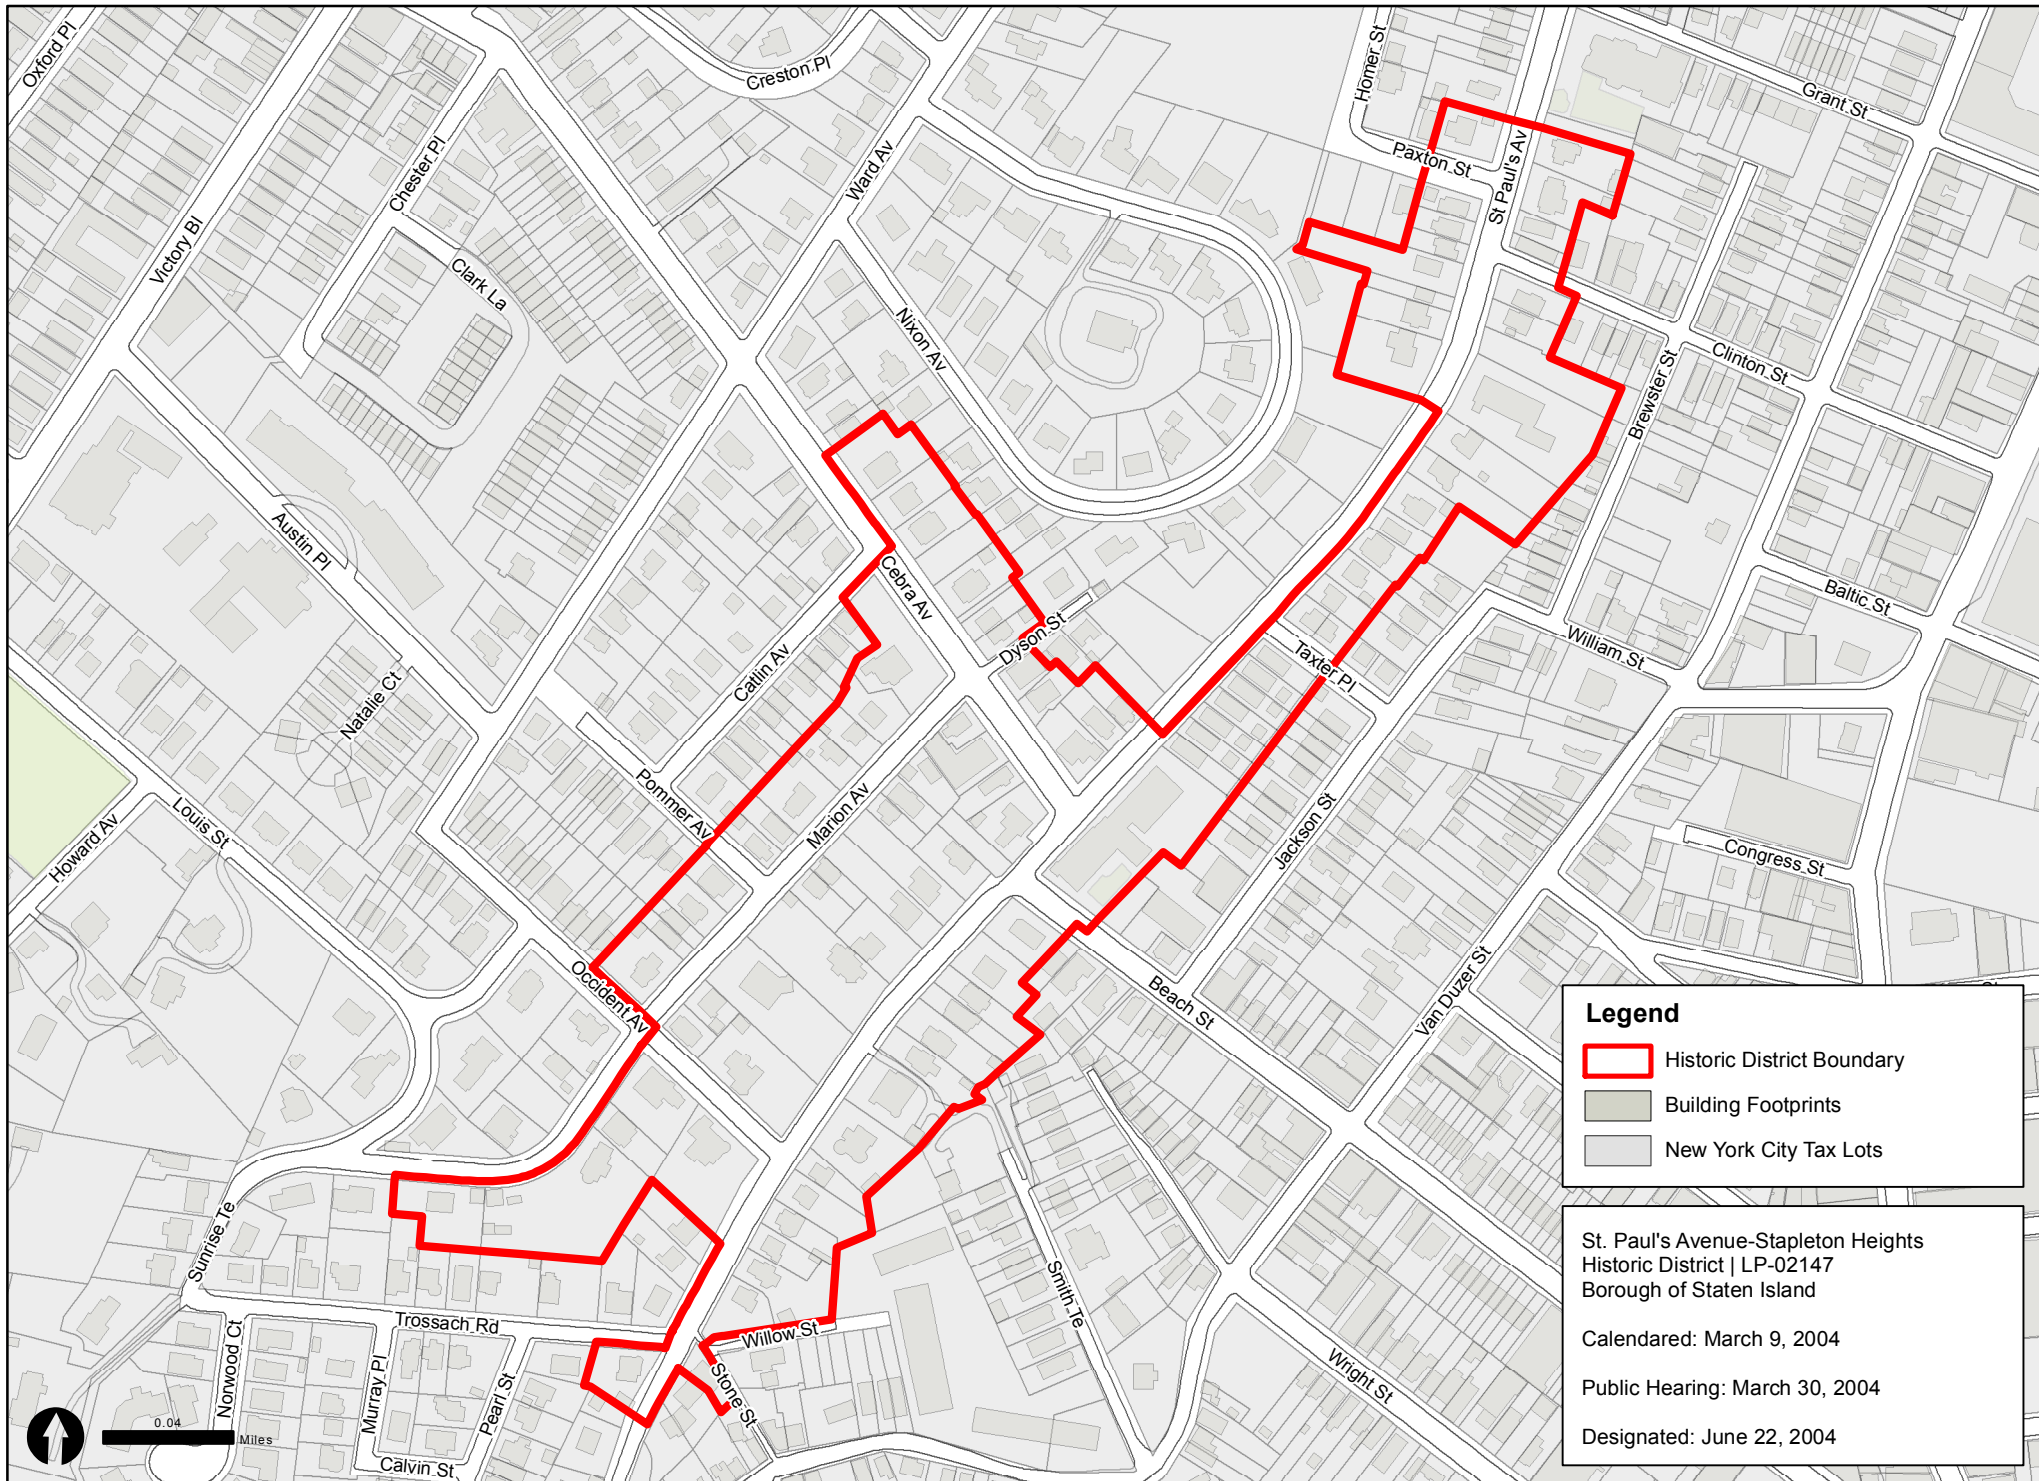 Oxford Pl
Creston Pl
Homer St
Grant St
Chester Pl
Ward Av
Paxton St
St Paul's Av
Victory Bl
Clark La
Nixon Av
Clinton St
Brewster St
Austin Pl
Cebra Av
Dyson St
Baltic St
William St
Taxter Pl
Catlin Av
Natalie Ct
Pommer Av
Marion Av
Louis St
Howard Av
Jackson St
Congress St
Occident Av
Beach St
Van Duzer St
Sunrise Te
Smith Te
Trossach Rd
Willow St
Norwood Ct
Murray Pl
Pearl St
Stone St
Wright St
Calvin St
0.04
Miles
Legend
Historic District Boundary
Building Footprints
New York City Tax Lots
St. Paul's Avenue-Stapleton Heights
Historic District | LP-02147
Borough of Staten Island
Calendared: March 9, 2004
Public Hearing: March 30, 2004
Designated: June 22, 2004